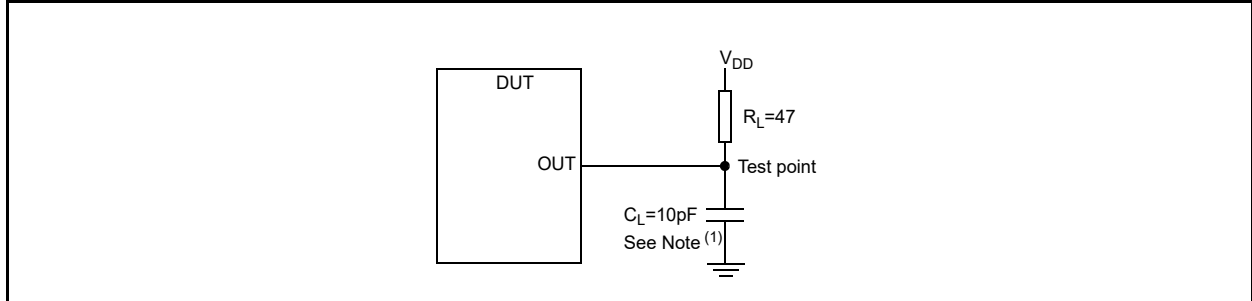 V_DD
DUT
R_L=47
OUT
Test point
C_L=10pF
See Note (1)